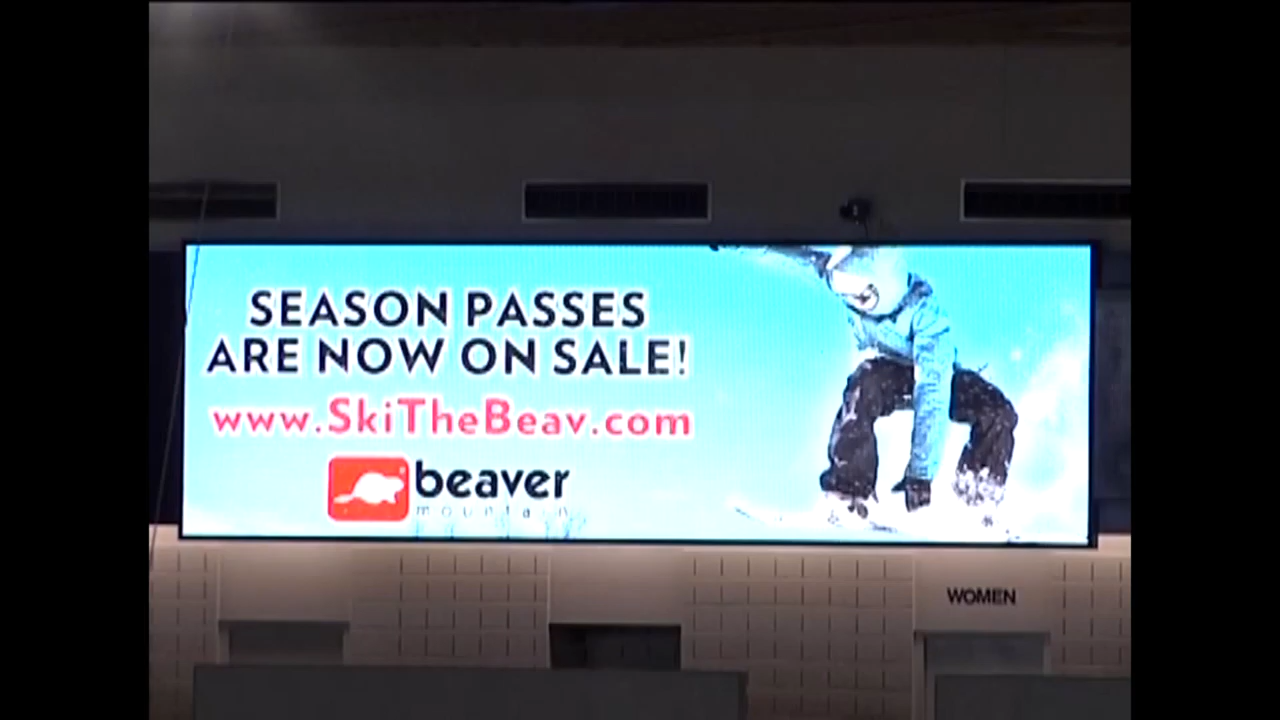 SEASON PASSES
ARE NOW ON SALE!
www.SkiTheBeav.com
beaver
mountain
WOMEN